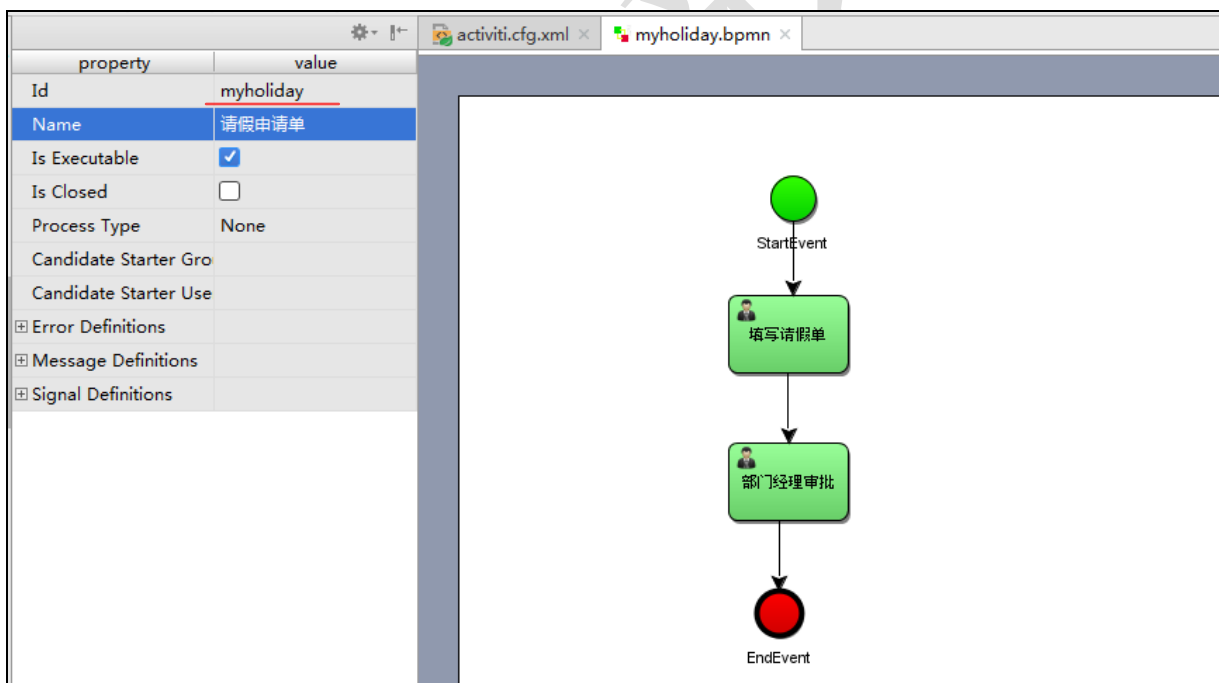 activiti.cfg.xml
myholiday.bpmn
property value
Id myholiday
Name 请假申请单
Is Executable
Is Closed
Process Type None
Candidate Starter Gro
Candidate Starter Use
Error Definitions
Message Definitions
Signal Definitions
StartEvent
填写请假单
部门经理审批
EndEvent